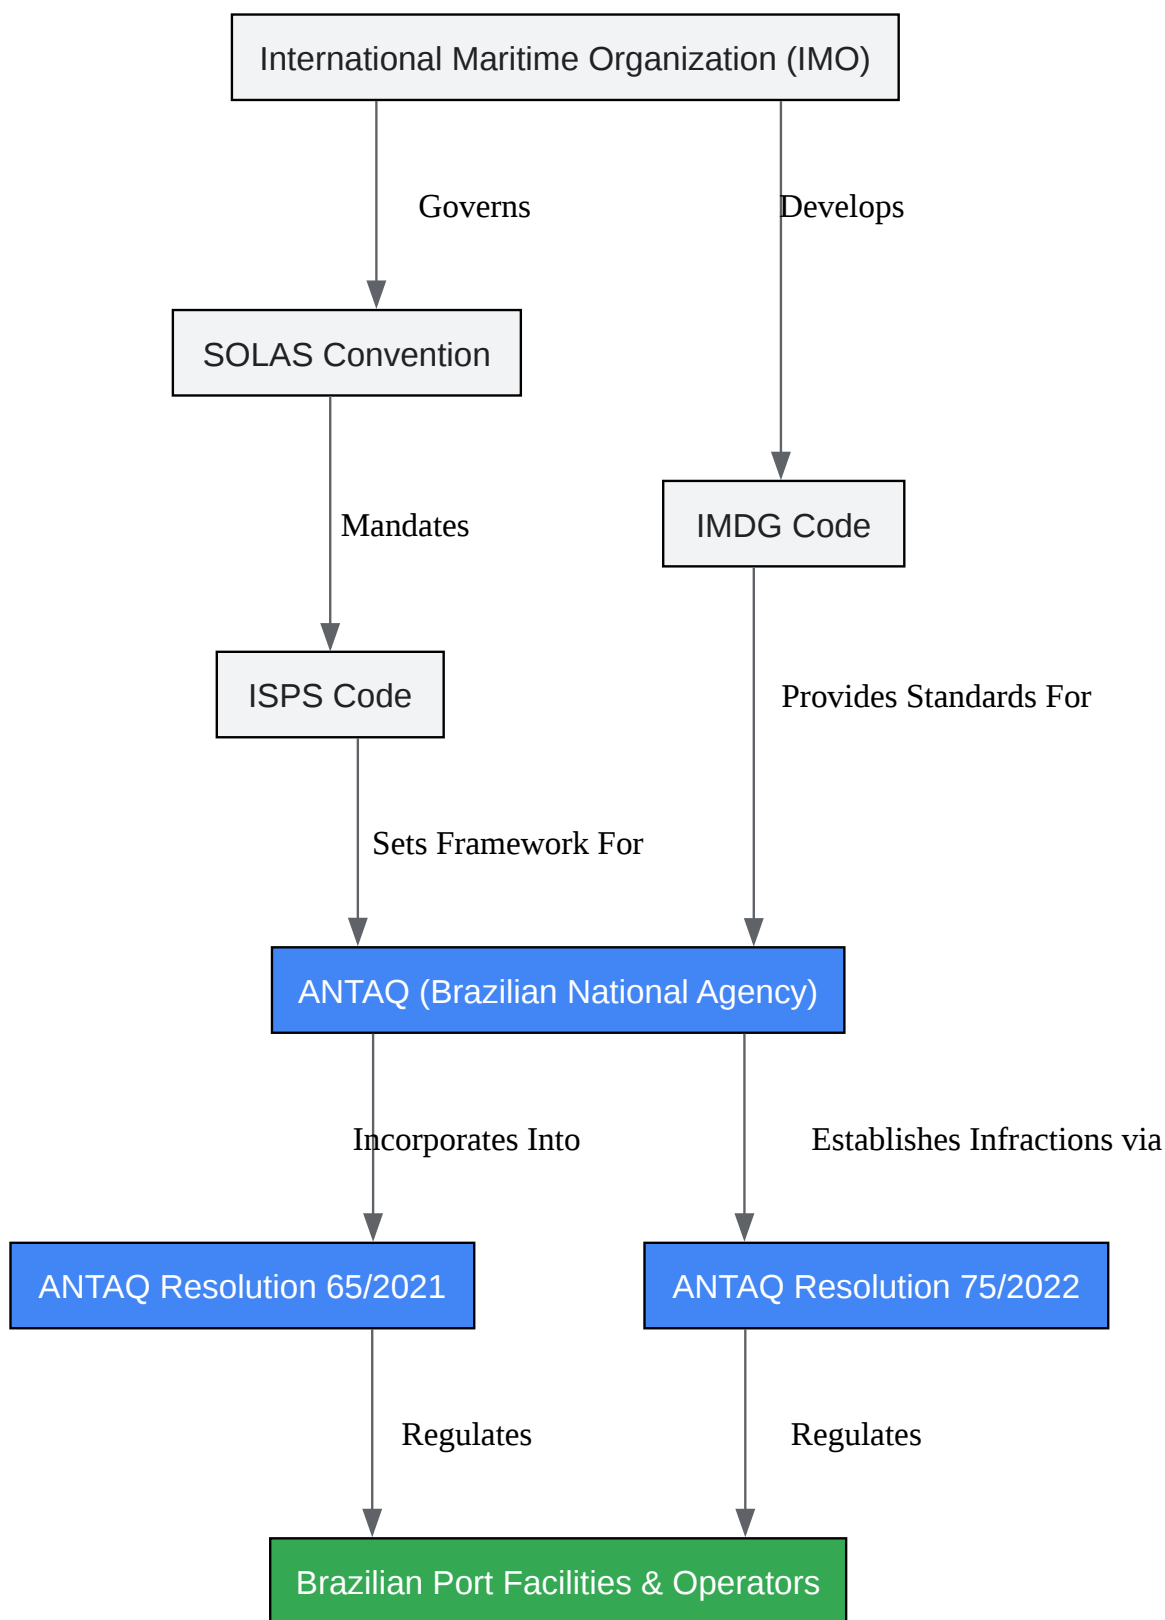 International Maritime Organization (IMO)
Governs
Develops
SOLAS Convention
Mandates
IMDG Code
ISPS Code
Provides Standards For
Sets Framework For
ANTAQ (Brazilian National Agency)
Incorporates Into
Establishes Infractions via
ANTAQ Resolution 65/2021
ANTAQ Resolution 75/2022
Regulates
Regulates
Brazilian Port Facilities & Operators